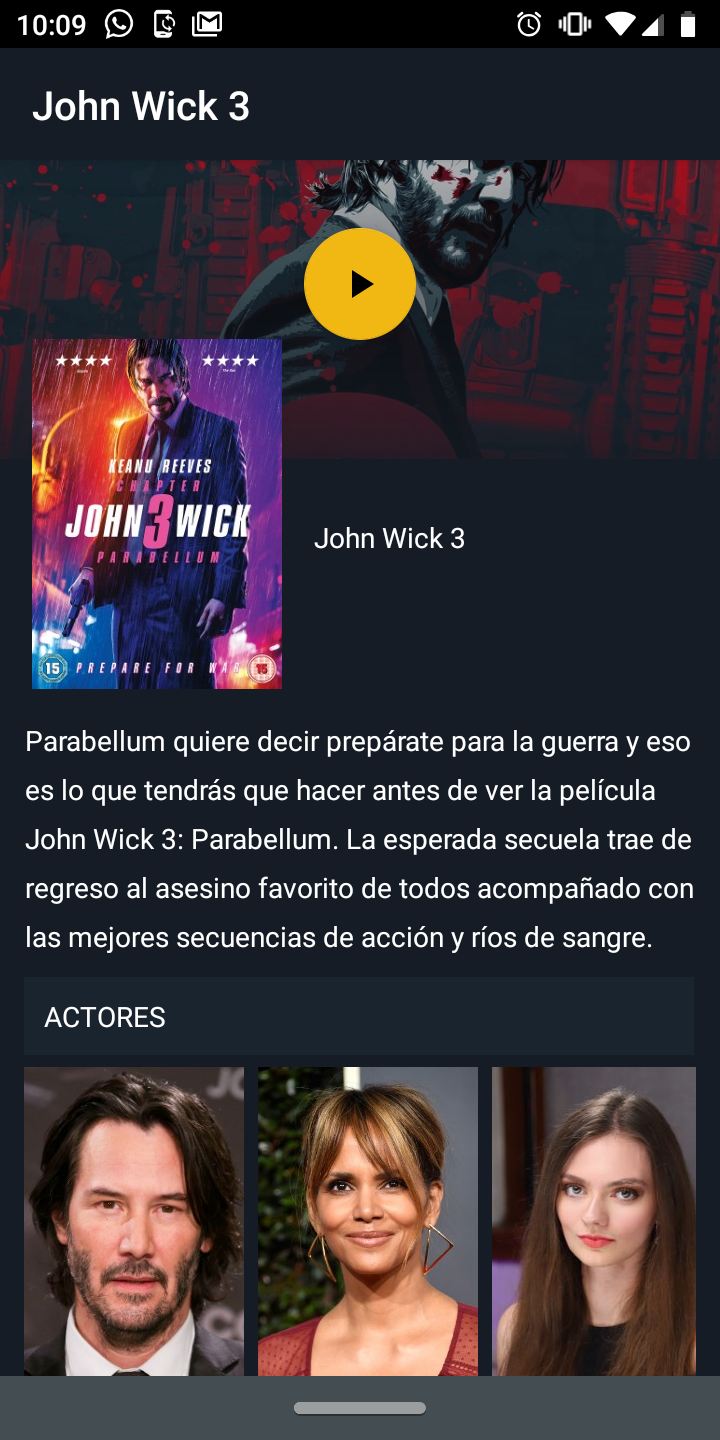 10:09
John Wick 3
KEANU REEVES
CHAPTER
JOHN 3 WICK
PARABELLUM
15 PREPARE FOR WAR 15
John Wick 3
Parabellum quiere decir prepárate para la guerra y eso
es lo que tendrás que hacer antes de ver la película
John Wick 3: Parabellum. La esperada secuela trae de
regreso al asesino favorito de todos acompañado con
las mejores secuencias de acción y ríos de sangre.
ACTORES